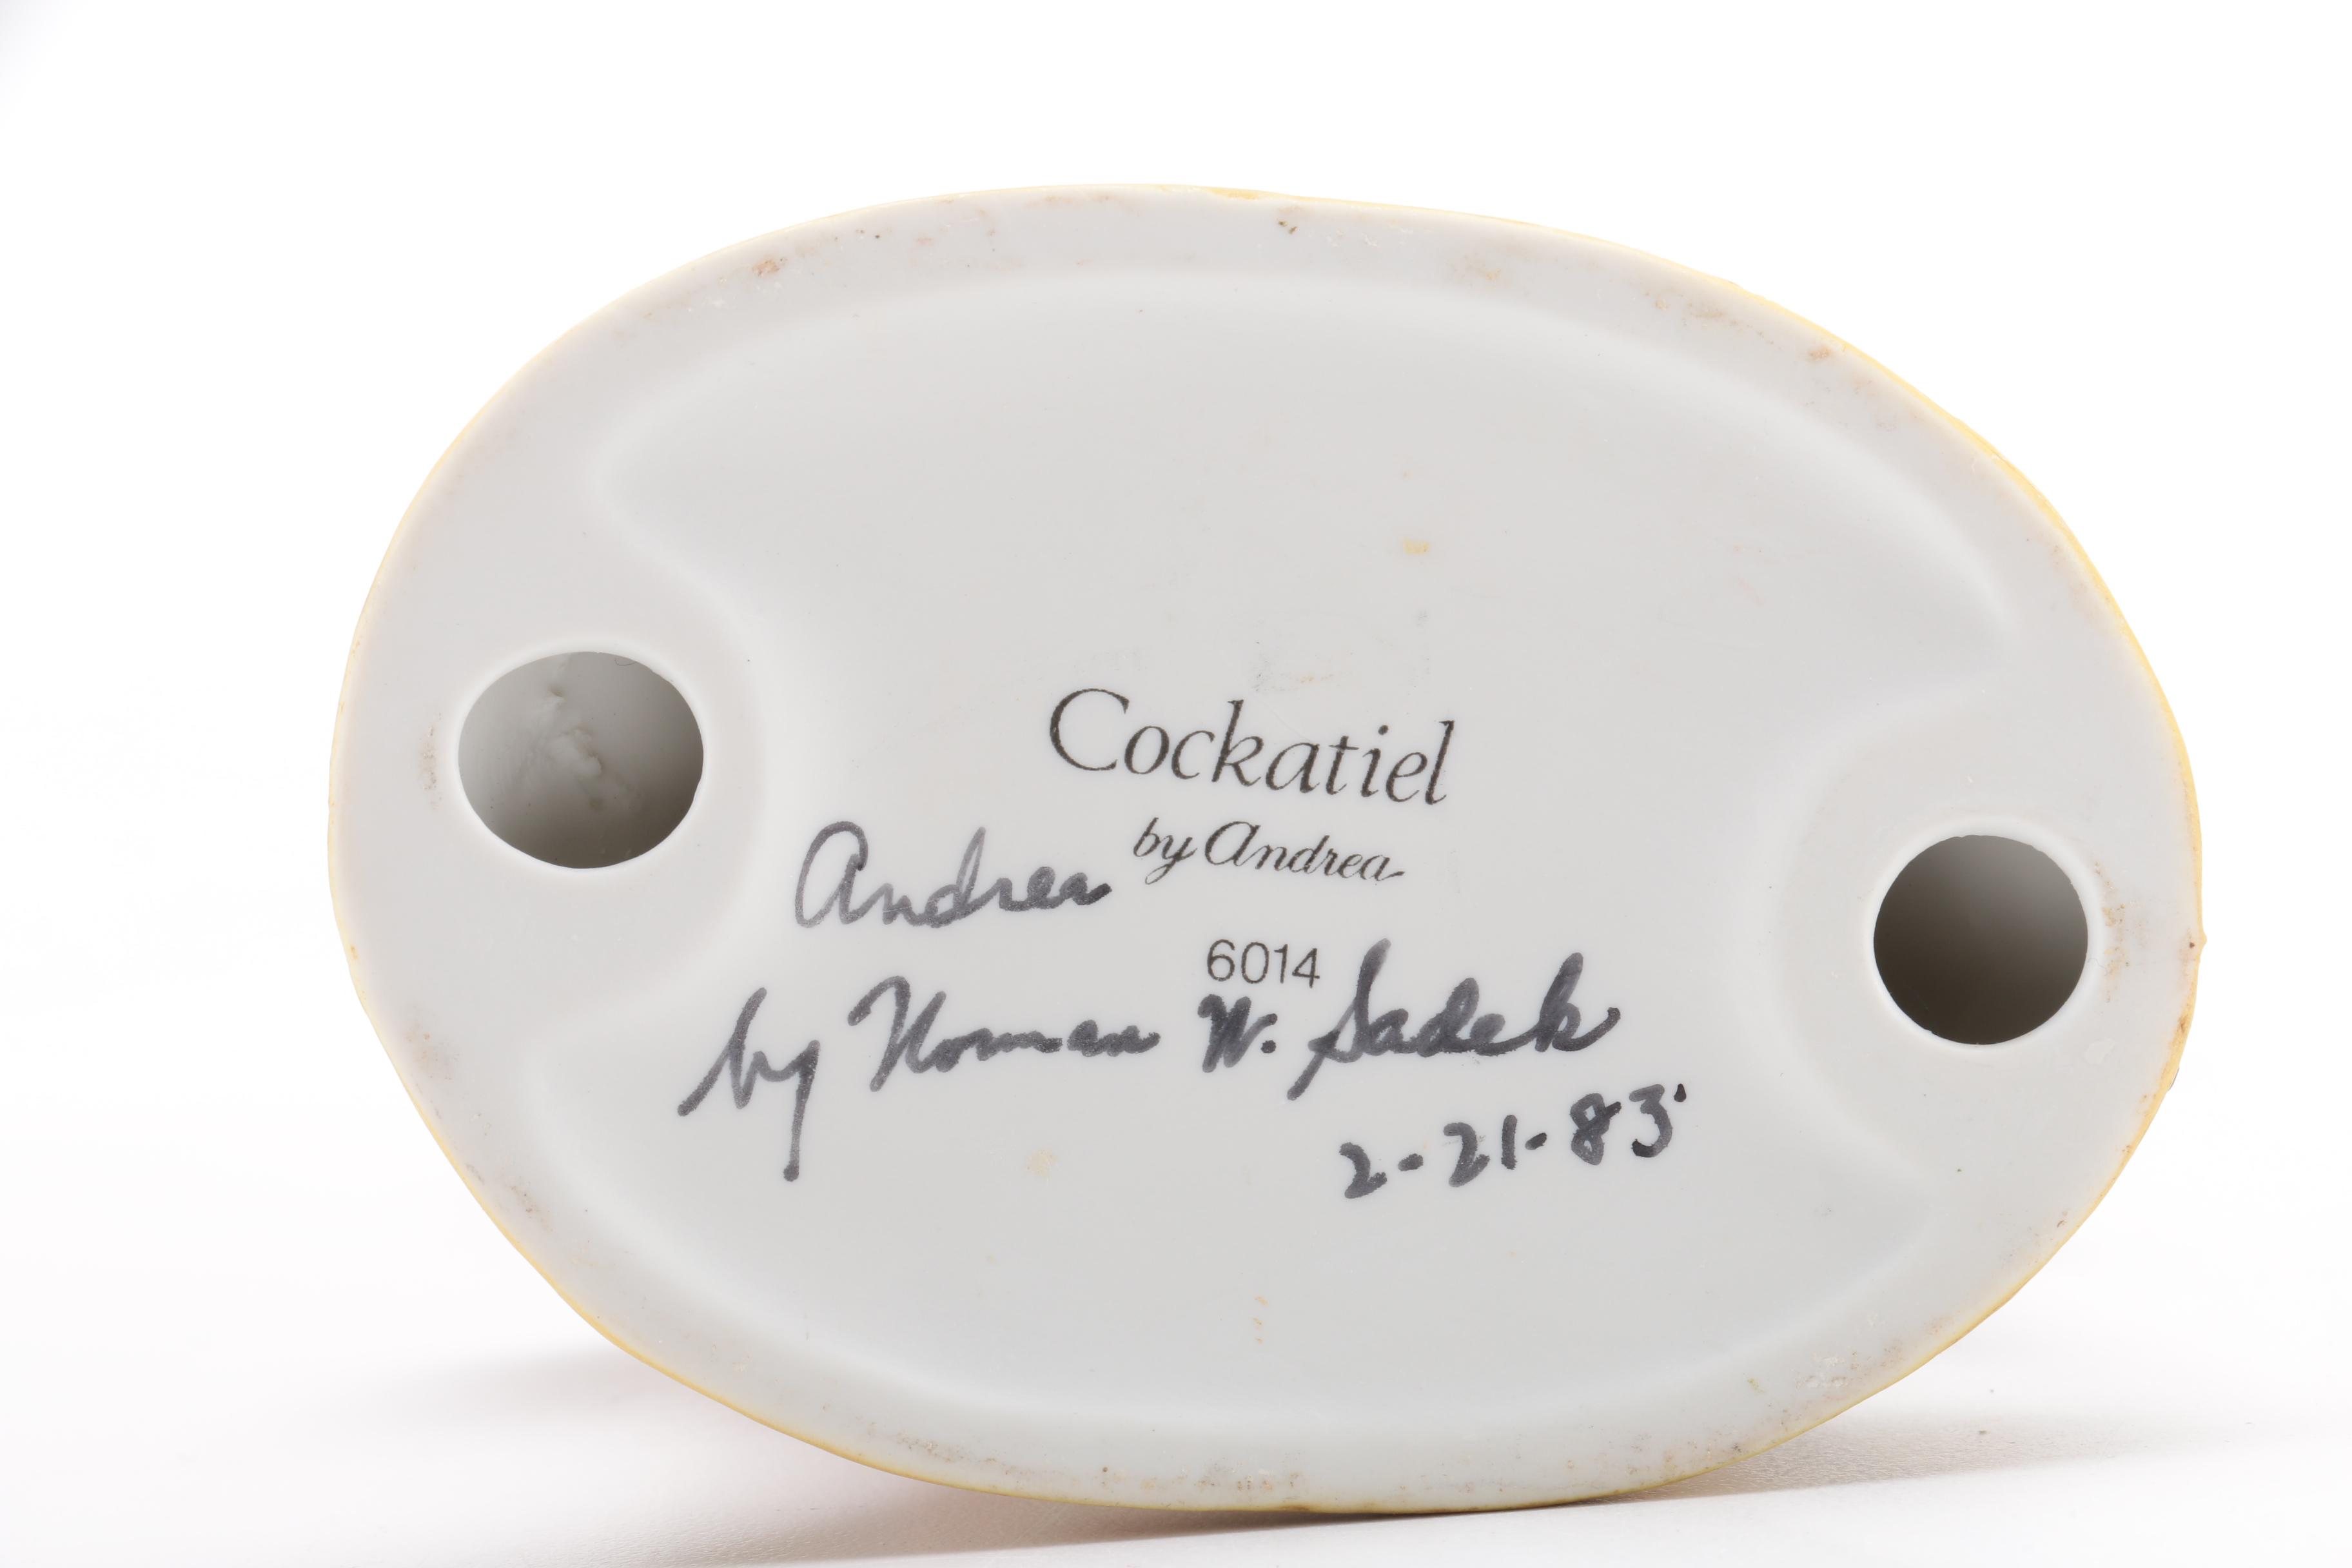 Cockatiel
by Andrea
Andrea
6014
by Norman W. Sadek
2-21-83